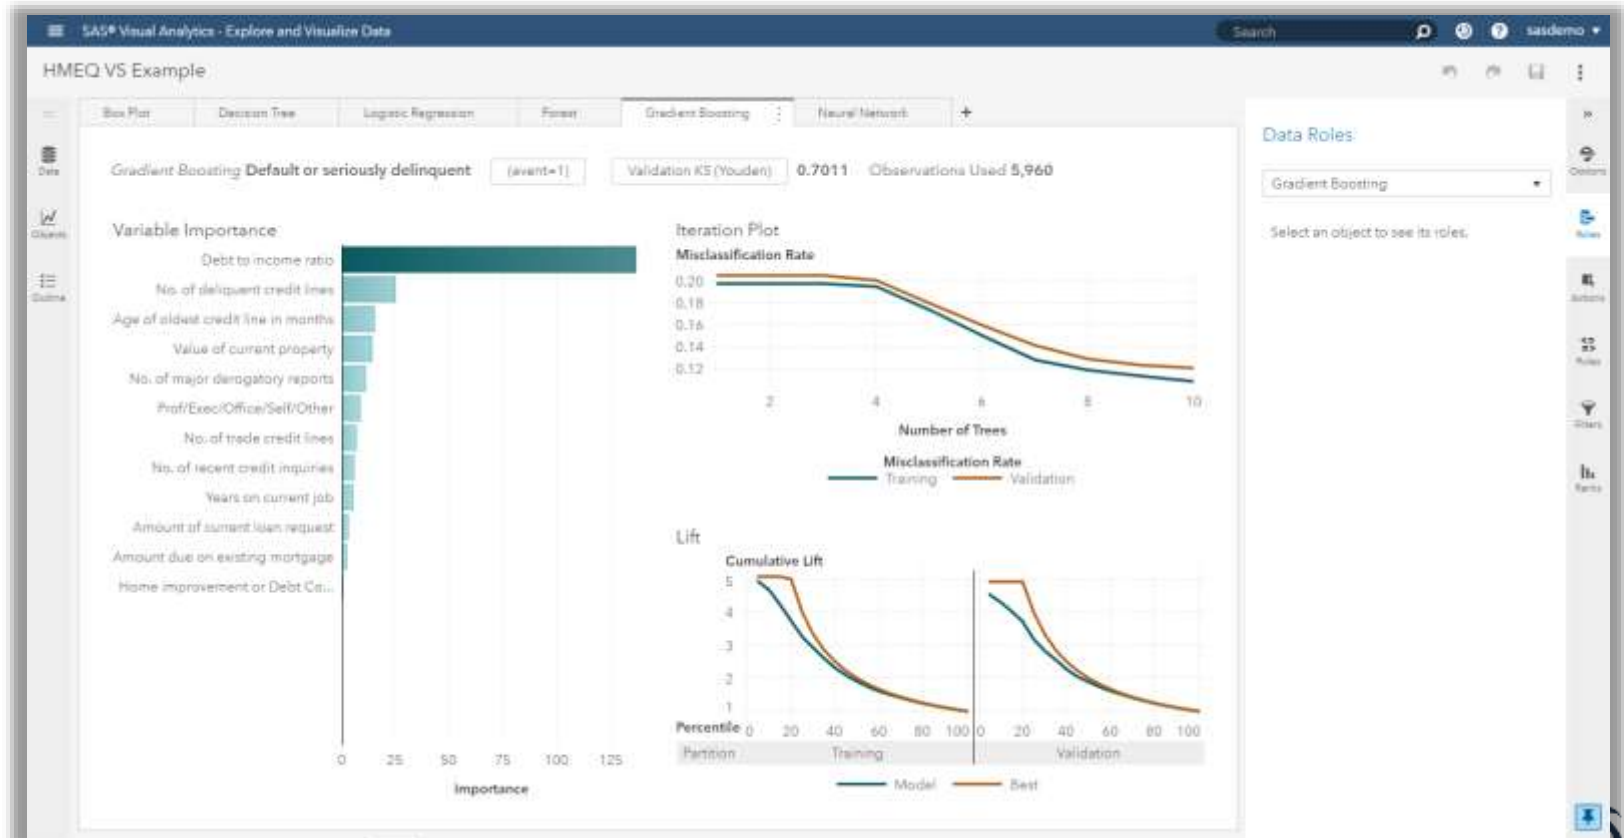 SAS® Visual Analytics - Explore and Visualize Data
Search
sasdemo
HMEQ VS Example
Box Plot
Decision Tree
Logistic Regression
Forest
Gradient Boosting
Neural Network
+
Data
Objects
Outline
Gradient Boosting Default or seriously delinquent
(event=1)
Validation KS (Youden)
0.7011
Observations Used 5,960
Variable Importance
Debt to income ratio
No. of deliquent credit lines
Age of oldest credit line in months
Value of current property
No. of major derogatory reports
Prof/Exec/Office/Self/Other
No. of trade credit lines
No. of recent credit inquiries
Years on current job
Amount of current loan request
Amount due on existing mortgage
Home improvement or Debt Co...
0 25 50 75 100 125
Importance
Iteration Plot
Misclassification Rate
0.20
0.18
0.16
0.14
0.12
2 4 6 8 10
Number of Trees
Misclassification Rate
Training Validation
Lift
Cumulative Lift
5
4
3
2
1
Percentile 0 20 40 60 80 100 0 20 40 60 80 100
Partition Training Validation
Model Best
Data Roles
Gradient Boosting
Select an object to see its roles.
Options
Roles
Actions
Rules
Filters
Ranks